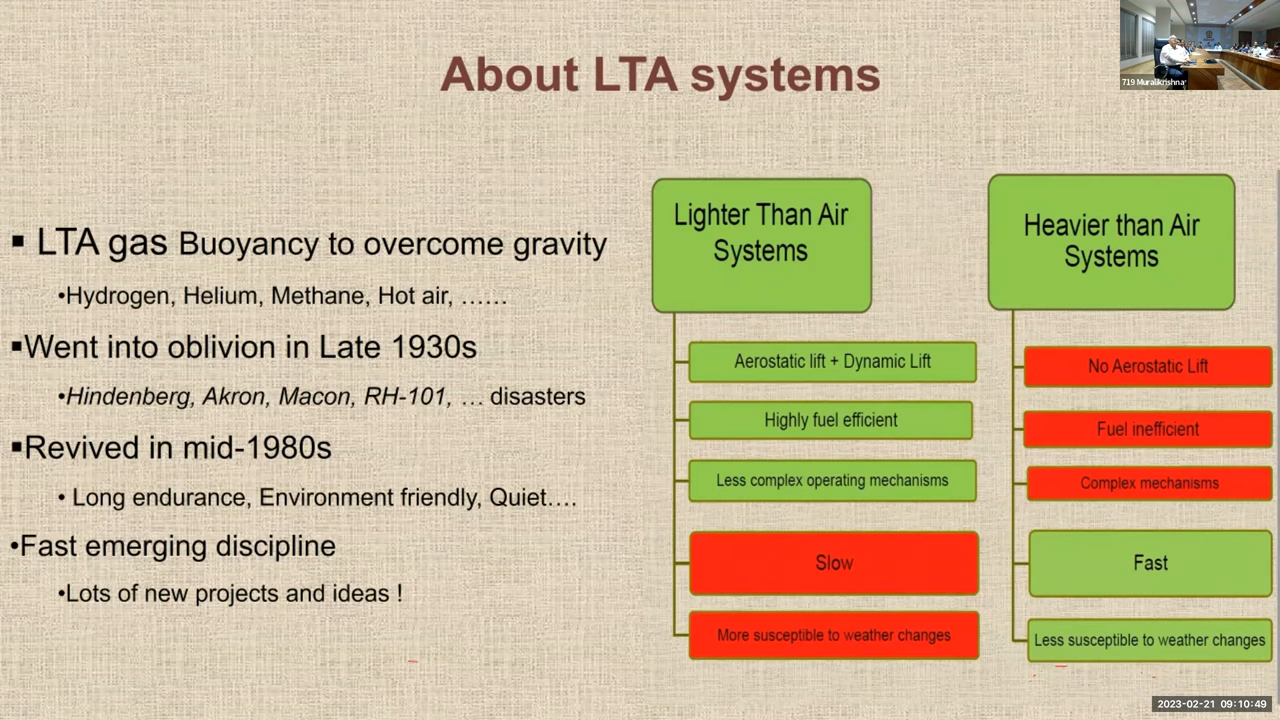 719 Muralikrishna
About LTA systems
▪ LTA gas Buoyancy to overcome gravity
•Hydrogen, Helium, Methane, Hot air, ……
▪Went into oblivion in Late 1930s
•Hindenberg, Akron, Macon, RH-101, … disasters
▪Revived in mid-1980s
• Long endurance, Environment friendly, Quiet….
•Fast emerging discipline
•Lots of new projects and ideas !
Lighter Than Air
Systems
Aerostatic lift + Dynamic Lift
Highly fuel efficient
Less complex operating mechanisms
Slow
More susceptible to weather changes
Heavier than Air
Systems
No Aerostatic Lift
Fuel inefficient
Complex mechanisms
Fast
Less susceptible to weather changes
2023-02-21 09:10:49